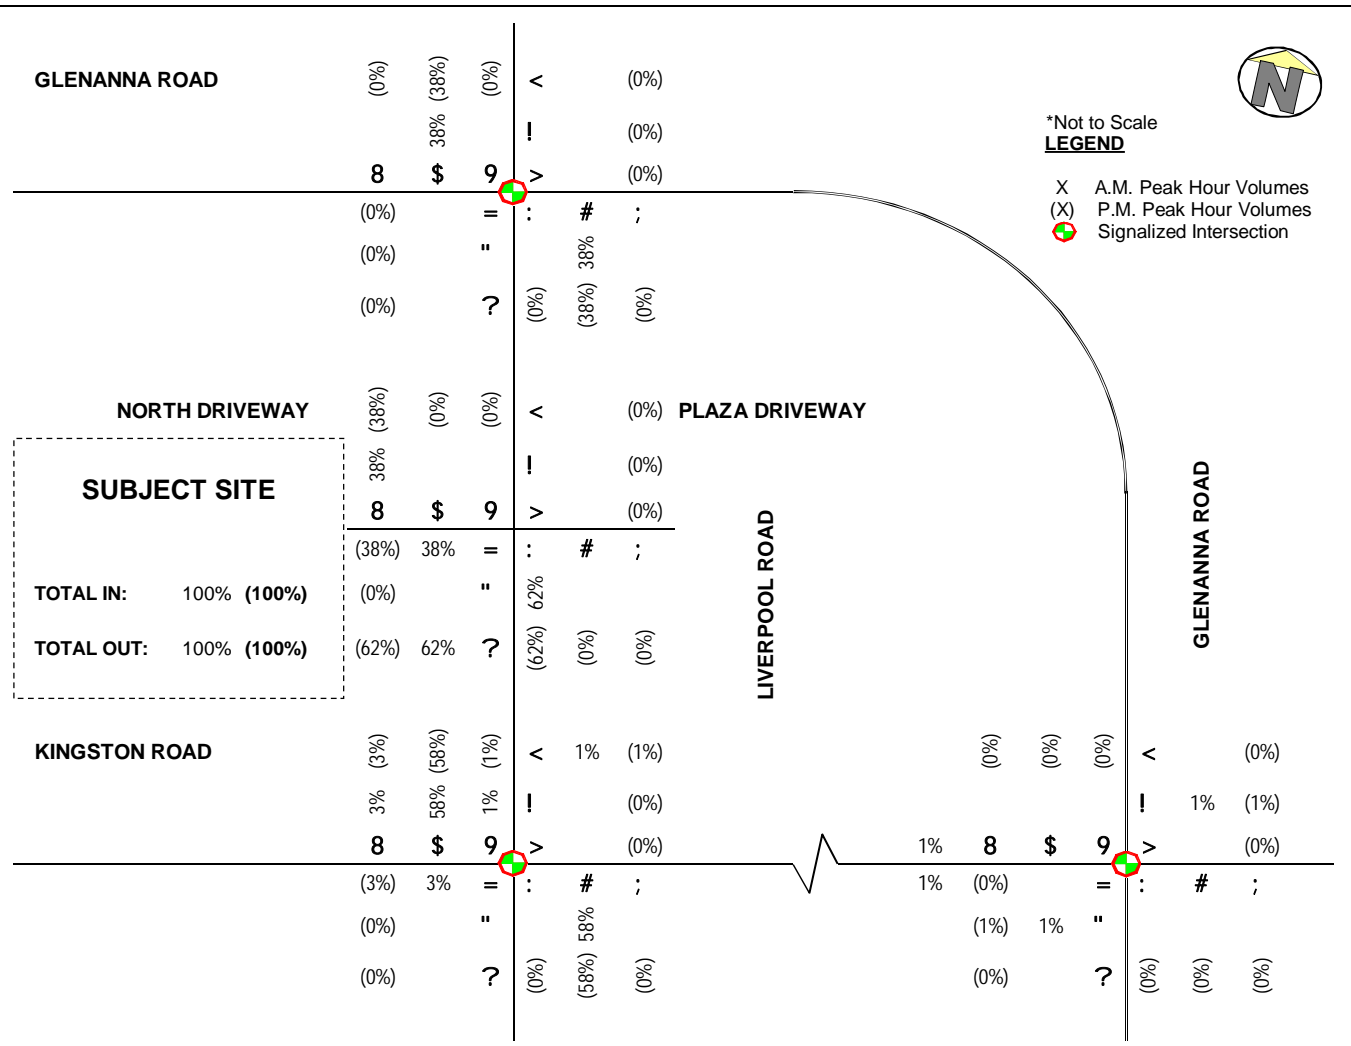 GLENANNA ROAD (0%) (38%) (0%) < (0%)
38% ! (0%)
8 $ 9 > (0%)
(0%) = : # ;
(0%) " 38%
(0%) ? (0%) (38%) (0%)
N
*Not to Scale
LEGEND
X A.M. Peak Hour Volumes
(X) P.M. Peak Hour Volumes
Signalized Intersection
NORTH DRIVEWAY (38%) (0%) (0%) < (0%) PLAZA DRIVEWAY
38% ! (0%)
SUBJECT SITE
8 $ 9 > (0%)
(38%) 38% = : # ;
TOTAL IN: 100% (100%) (0%) " 62%
TOTAL OUT: 100% (100%) (62%) 62% ? (62%) (0%) (0%)
LIVERPOOL ROAD
GLENANNA ROAD
KINGSTON ROAD (3%) (58%) (1%) < 1% (1%)
3% 58% 1% ! (0%)
8 $ 9 > (0%)
(3%) 3% = : # ;
(0%) " 58%
(0%) ? (0%) (58%) (0%)
(0%) (0%) (0%) < (0%)
! 1% (1%)
1% 8 $ 9 > (0%)
1% (0%) = : # ;
(1%) 1% "
(0%) ? (0%) (0%) (0%)